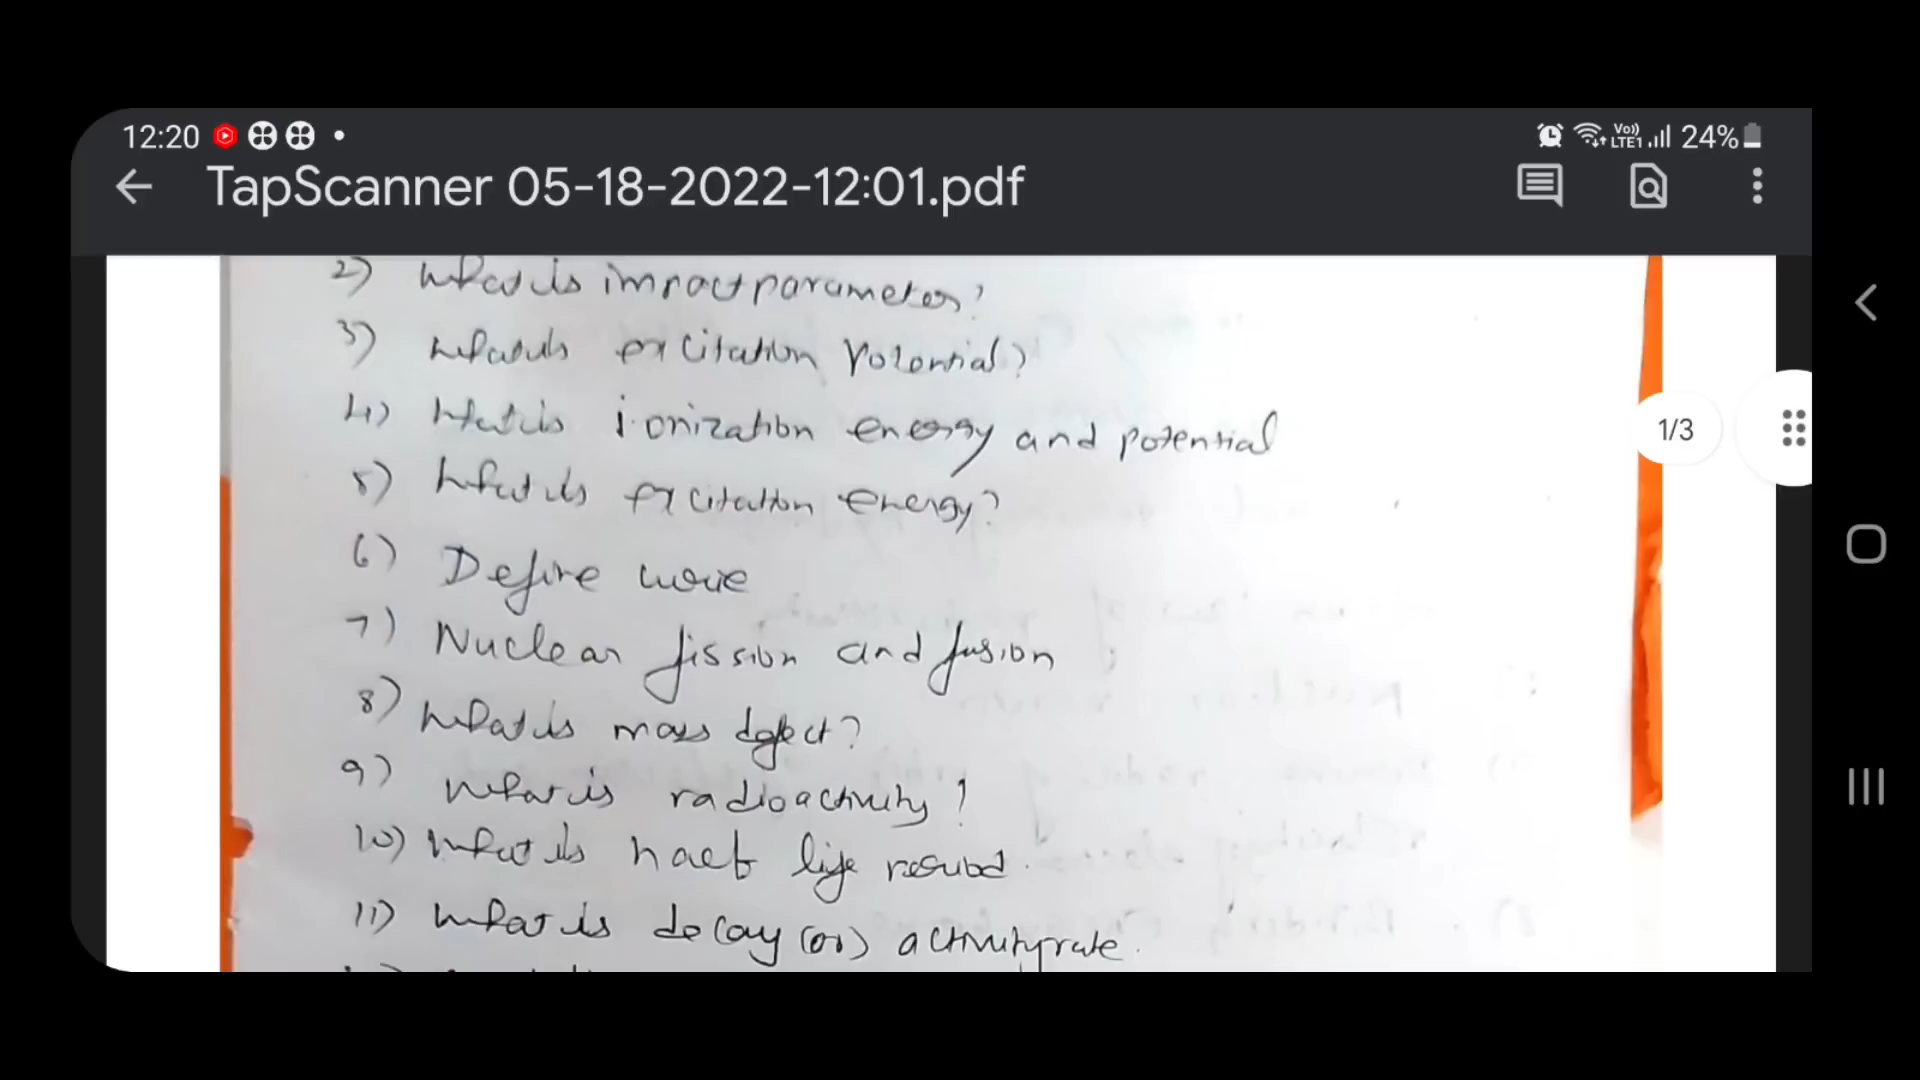 12:20
Vo)) LTE1 24%
TapScanner 05-18-2022-12:01.pdf
2) What is impact parameter?
3) What is excitation Potential?
1/3
4) What is ionization energy and potential
5) What is excitation energy?
6) Define wave
7) Nuclear fission and fusion
8) What is mass defect?
9) What is radioactivity?
10) What is half life period.
11) What is decay (or) activity rate.